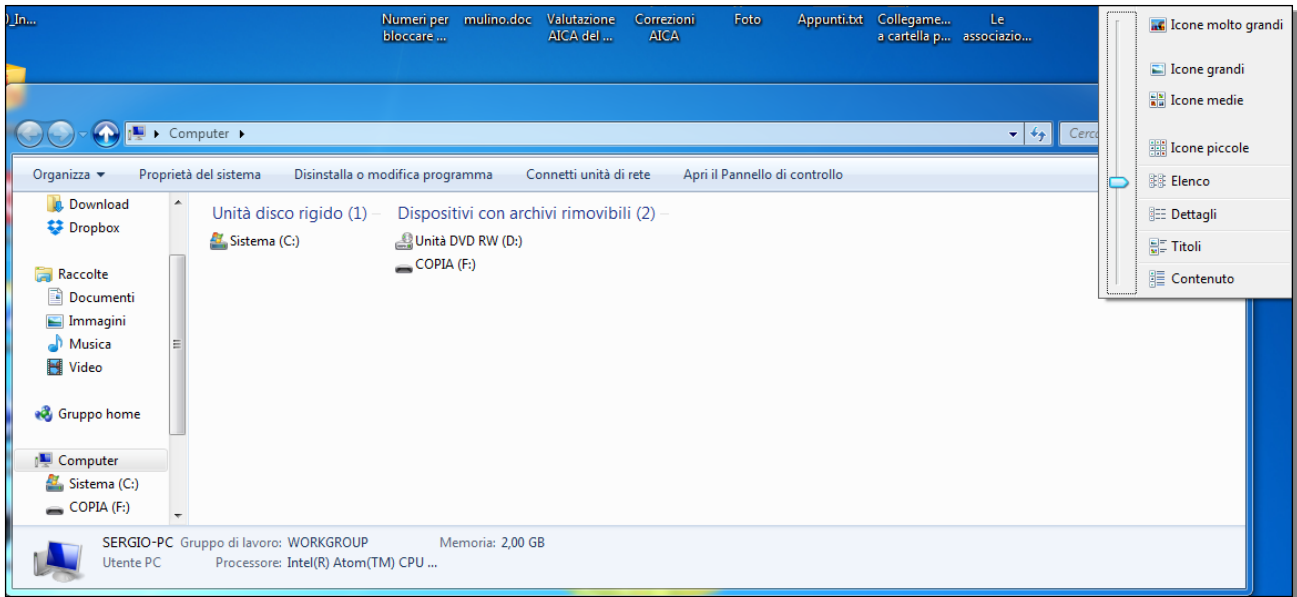 )_In...
Numeri per bloccare ...
mulino.doc
Valutazione AICA del ...
Correzioni AICA
Foto
Appunti.txt
Collegame... a cartella p...
Le associazio...
Icone molto grandi
Icone grandi
Icone medie
Icone piccole
Elenco
Dettagli
Titoli
Contenuto
Computer
Cerc
Organizza
Proprietà del sistema
Disinstalla o modifica programma
Connetti unità di rete
Apri il Pannello di controllo
Download
Dropbox
Raccolte
Documenti
Immagini
Musica
Video
Gruppo home
Computer
Sistema (C:)
COPIA (F:)
Unità disco rigido (1)
Sistema (C:)
Dispositivi con archivi rimovibili (2)
Unità DVD RW (D:)
COPIA (F:)
SERGIO-PC Gruppo di lavoro: WORKGROUP Memoria: 2,00 GB
Utente PC Processore: Intel(R) Atom(TM) CPU ...